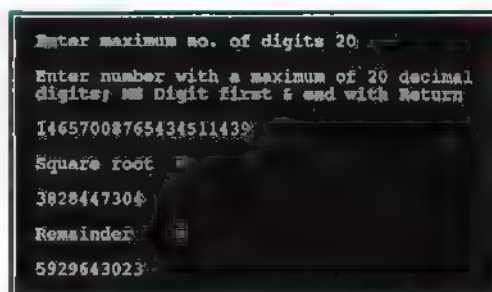 Enter maximum no. of digits 20
Enter number with a maximum of 20 decimal
digits; MS Digit first & end with Return
14657008765434511439
Square root =
3828447304
Remainder =
5929643023